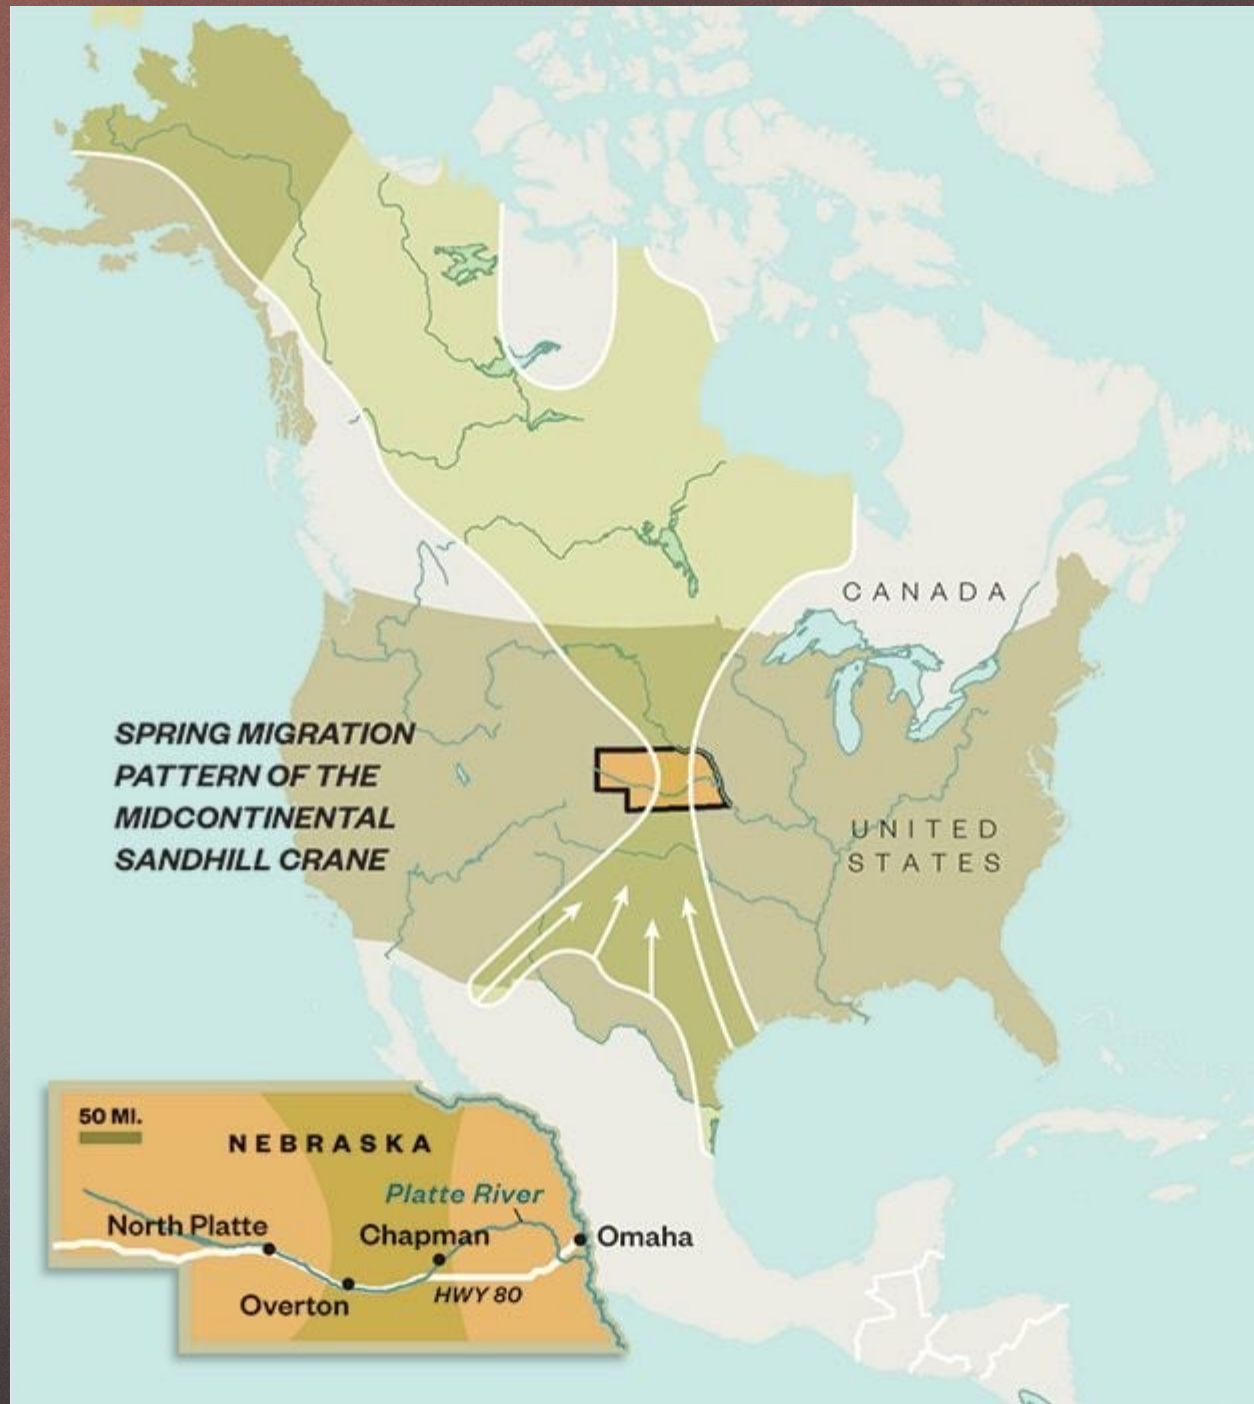 CANADA
SPRING MIGRATION
PATTERN OF THE
MIDCONTINENTAL
SANDHILL CRANE
UNITED
STATES
50 MI.
NEBRASKA
Platte River
North Platte
Chapman
Omaha
Overton
HWY 80